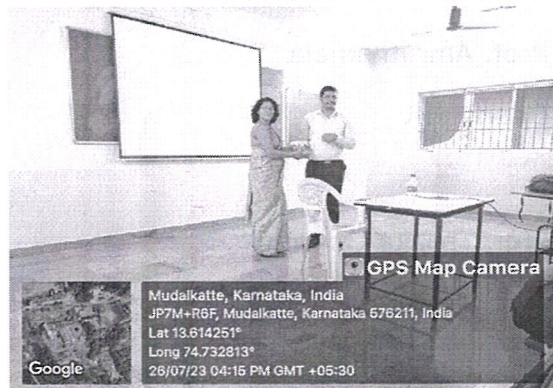 GPS Map Camera
Mudalkatte, Karnataka, India
JP7M+R6F, Mudalkatte, Karnataka 576211, India
Lat 13.614251°
Long 74.732813°
26/07/23 04:15 PM GMT +05:30
Google